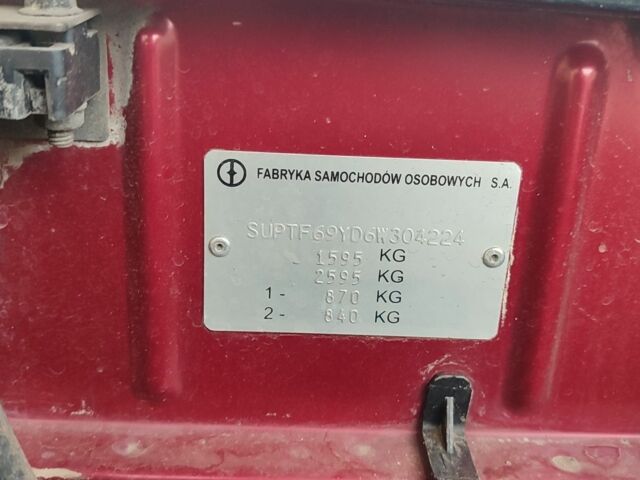 FABRYKA SAMOCHODÓW OSOBOWYCH S.A.
SUPTF69YD6W304224
1595 KG
2595 KG
1- 870 KG
2- 840 KG